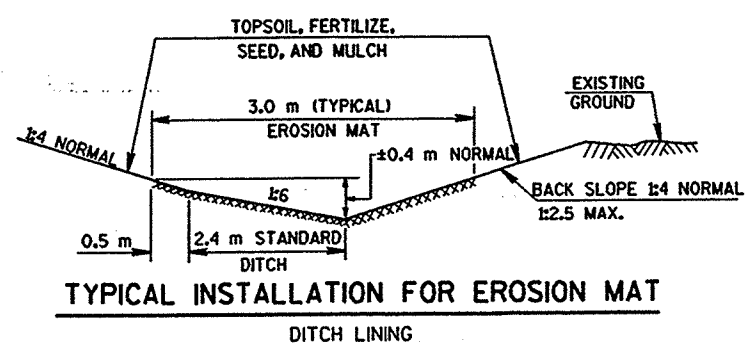 TOPSOIL, FERTILIZE,
SEED, AND MULCH
EXISTING
GROUND
3.0 m (TYPICAL)
EROSION MAT
1:4 NORMAL
±0.4 m NORMAL
1:6
BACK SLOPE 1:4 NORMAL
1:2.5 MAX.
0.5 m
2.4 m STANDARD
DITCH
TYPICAL INSTALLATION FOR EROSION MAT
DITCH LINING